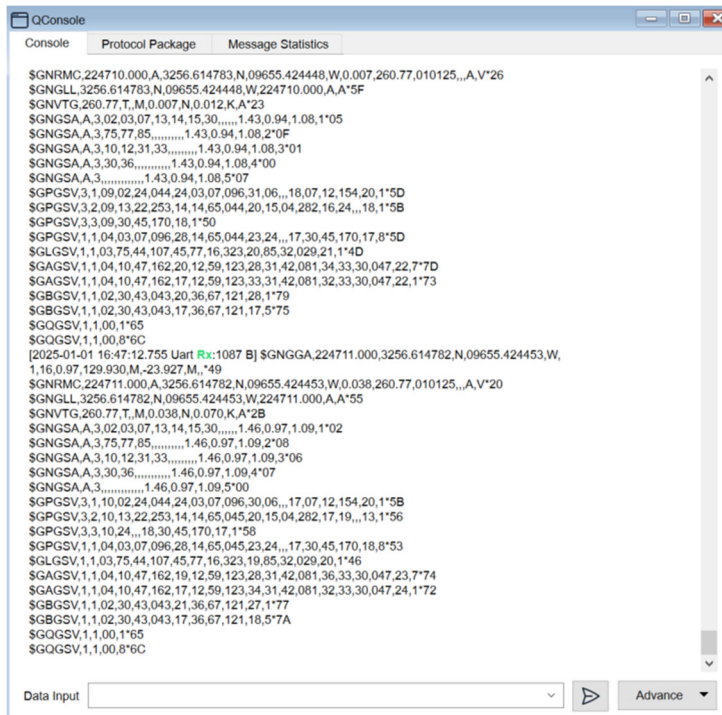 QConsole
Console Protocol Package Message Statistics
$GNRMC,224710.000,A,3256.614783,N,09655.424448,W,0.007,260.77,010125,,,A,V*26
$GNGLL,3256.614783,N,09655.424448,W,224710.000,A,A*5F
$GNVTG,260.77,T,,M,0.007,N,0.012,K,A*23
$GNGSA,A,3,02,03,07,13,14,15,30,,,,,,1.43,0.94,1.08,1*05
$GNGSA,A,3,75,77,85,,,,,,,,,,1.43,0.94,1.08,2*0F
$GNGSA,A,3,10,12,31,33,,,,,,,,,1.43,0.94,1.08,3*01
$GNGSA,A,3,30,36,,,,,,,,,,,1.43,0.94,1.08,4*00
$GNGSA,A,3,,,,,,,,,,,,,1.43,0.94,1.08,5*07
$GPGSV,3,1,09,02,24,044,24,03,07,096,31,06,,,18,07,12,154,20,1*5D
$GPGSV,3,2,09,13,22,253,14,14,65,044,20,15,04,282,16,24,,,18,1*5B
$GPGSV,3,3,09,30,45,170,18,1*50
$GPGSV,1,1,04,03,07,096,28,14,65,044,23,24,,,17,30,45,170,17,8*5D
$GLGSV,1,1,03,75,44,107,45,77,16,323,20,85,32,029,21,1*4D
$GAGSV,1,1,04,10,47,162,20,12,59,123,28,31,42,081,34,33,30,047,22,7*7D
$GAGSV,1,1,04,10,47,162,17,12,59,123,33,31,42,081,32,33,30,047,22,1*73
$GBGSV,1,1,02,30,43,043,20,36,67,121,28,1*79
$GBGSV,1,1,02,30,43,043,17,36,67,121,17,5*75
$GQGSV,1,1,00,1*65
$GQGSV,1,1,00,8*6C
[2025-01-01 16:47:12.755 Uart Rx:1087 B] $GNGGA,224711.000,3256.614782,N,09655.424453,W,
1,16,0.97,129.930,M,-23.927,M,,*49
$GNRMC,224711.000,A,3256.614782,N,09655.424453,W,0.038,260.77,010125,,,A,V*20
$GNGLL,3256.614782,N,09655.424453,W,224711.000,A,A*55
$GNVTG,260.77,T,,M,0.038,N,0.070,K,A*2B
$GNGSA,A,3,02,03,07,13,14,15,30,,,,,,1.46,0.97,1.09,1*02
$GNGSA,A,3,75,77,85,,,,,,,,,,1.46,0.97,1.09,2*08
$GNGSA,A,3,10,12,31,33,,,,,,,,,1.46,0.97,1.09,3*06
$GNGSA,A,3,30,36,,,,,,,,,,,1.46,0.97,1.09,4*07
$GNGSA,A,3,,,,,,,,,,,,,1.46,0.97,1.09,5*00
$GPGSV,3,1,10,02,24,044,24,03,07,096,30,06,,,17,07,12,154,20,1*5B
$GPGSV,3,2,10,13,22,253,14,14,65,045,20,15,04,282,17,19,,,13,1*56
$GPGSV,3,3,10,24,,,18,30,45,170,17,1*58
$GPGSV,1,1,04,03,07,096,28,14,65,045,23,24,,,17,30,45,170,18,8*53
$GLGSV,1,1,03,75,44,107,45,77,16,323,19,85,32,029,20,1*46
$GAGSV,1,1,04,10,47,162,19,12,59,123,28,31,42,081,36,33,30,047,23,7*74
$GAGSV,1,1,04,10,47,162,17,12,59,123,34,31,42,081,32,33,30,047,24,1*72
$GBGSV,1,1,02,30,43,043,21,36,67,121,27,1*77
$GBGSV,1,1,02,30,43,043,17,36,67,121,18,5*7A
$GQGSV,1,1,00,1*65
$GQGSV,1,1,00,8*6C
Data Input Advance